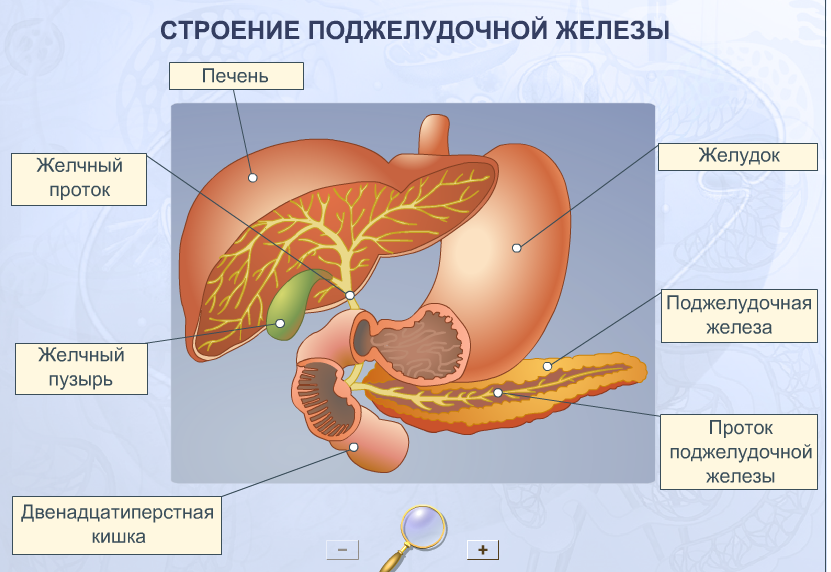 СТРОЕНИЕ ПОДЖЕЛУДОЧНОЙ ЖЕЛЕЗЫ
Печень
Желчный
проток
Желудок
Поджелудочная
железа
Желчный
пузырь
Проток
поджелудочной
железы
Двенадцатиперстная
кишка
− +